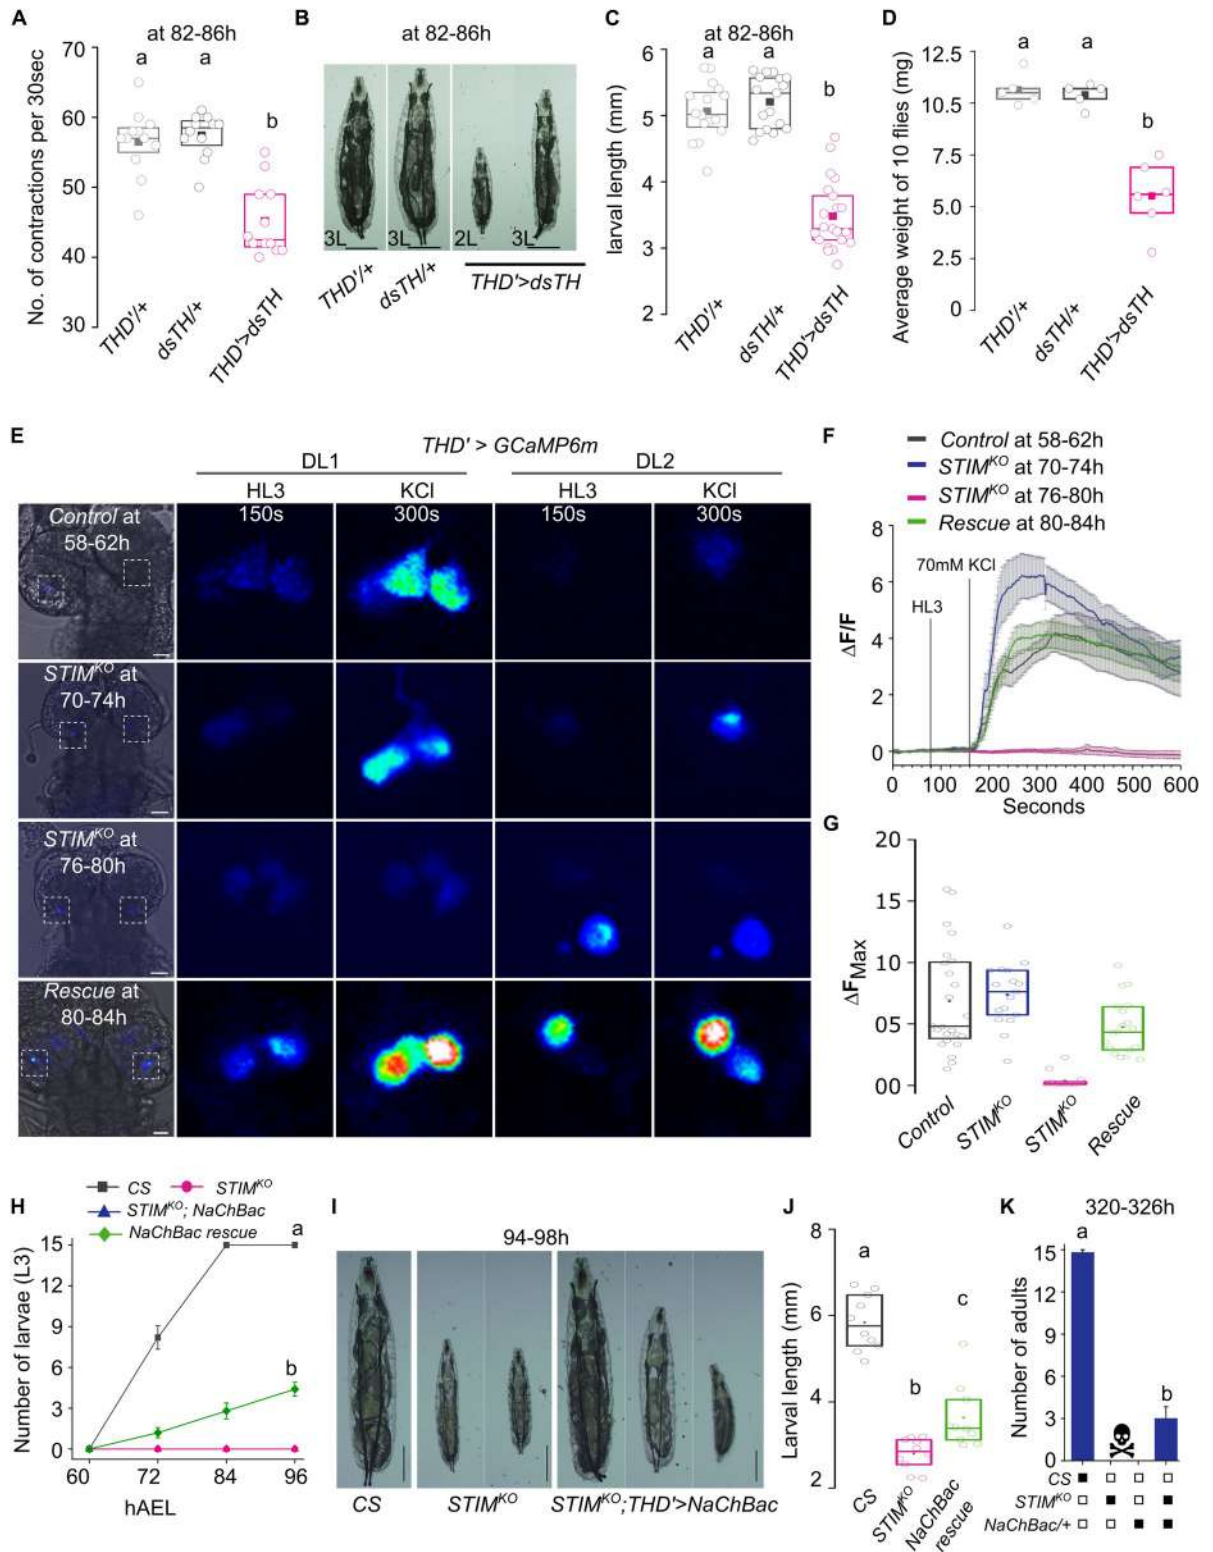 A
at 82-86h
No. of contractions per 30sec
70
60
50
40
30
a
a
b
THD'/+
dsTH/+
THD'>dsTH
B
at 82-86h
3L
3L
2L
3L
THD'/+
dsTH/+
THD'>dsTH
C
at 82-86h
larval length (mm)
6
5
4
3
2
a
a
b
THD'/+
dsTH/+
THD'>dsTH
D
Average weight of 10 flies (mg)
12.5
10.5
7.5
5.0
2.5
0
a
a
b
THD'/+
dsTH/+
THD'>dsTH
E
THD' > GCaMP6m
DL1
DL2
HL3
KCl
HL3
KCl
150s
300s
150s
300s
Control at
58-62h
STIMᴷᴼ at
70-74h
STIMᴷᴼ at
76-80h
Rescue at
80-84h
F
Control at 58-62h
STIMᴷᴼ at 70-74h
STIMᴷᴼ at 76-80h
Rescue at 80-84h
ΔF/F
8
6
4
2
0
70mM KCl
HL3
0 100 200 300 400 500 600
Seconds
G
ΔFMax
20
15
10
05
00
Control
STIMᴷᴼ
STIMᴷᴼ
Rescue
H
CS
STIMᴷᴼ
STIMᴷᴼ; NaChBac
NaChBac rescue
Number of larvae (L3)
15
12
9
6
3
0
a
b
60 72 84 96
hAEL
I
94-98h
CS
STIMᴷᴼ
STIMᴷᴼ;THD'>NaChBac
J
Larval length (mm)
8
6
4
2
a
b
c
CS
STIMᴷᴼ
NaChBac
rescue
K
320-326h
Number of adults
15
12
9
6
3
0
a
b
CS
STIMᴷᴼ
NaChBac/+